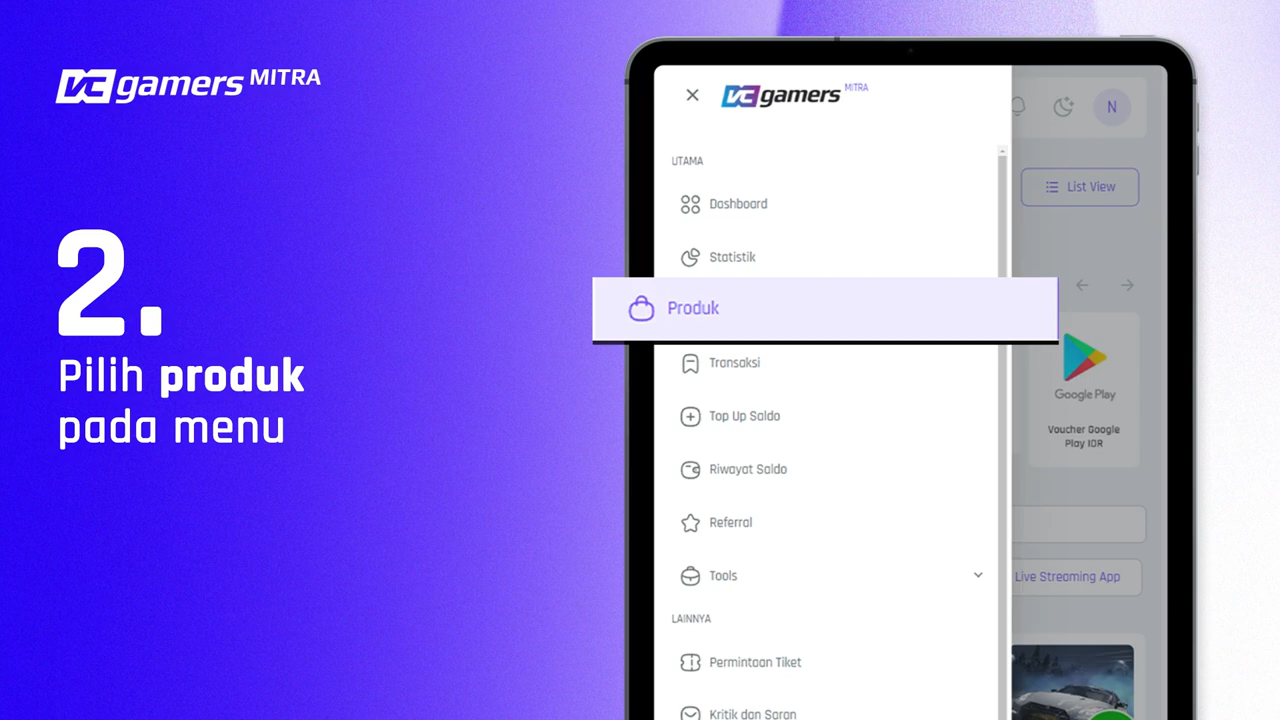 VCgamers MITRA
2.
Pilih produk
pada menu
VCgamers MITRA
UTAMA
Dashboard
Statistik
Produk
Transaksi
Top Up Saldo
Riwayat Saldo
Referral
Tools
LAINNYA
Permintaan Tiket
Kritik dan Saran
N
List View
Google Play
Voucher Google
Play IDR
Live Streaming App